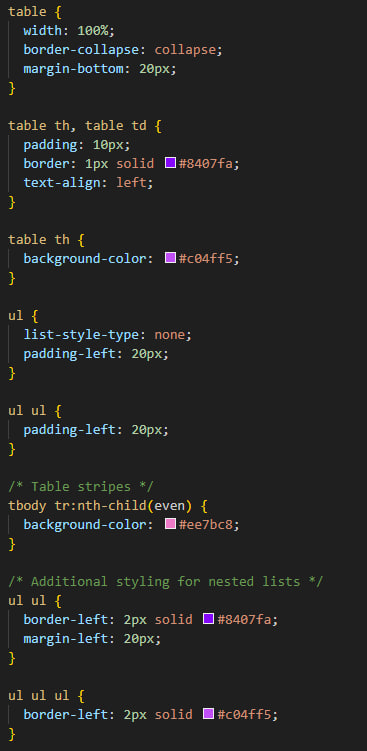 table {
  width: 100%;
  border-collapse: collapse;
  margin-bottom: 20px;
}

table th, table td {
  padding: 10px;
  border: 1px solid #8407fa;
  text-align: left;
}

table th {
  background-color: #c04ff5;
}

ul {
  list-style-type: none;
  padding-left: 20px;
}

ul ul {
  padding-left: 20px;
}

/* Table stripes */
tbody tr:nth-child(even) {
  background-color: #ee7bc8;
}

/* Additional styling for nested lists */
ul ul {
  border-left: 2px solid #8407fa;
  margin-left: 20px;
}

ul ul ul {
  border-left: 2px solid #c04ff5;
}